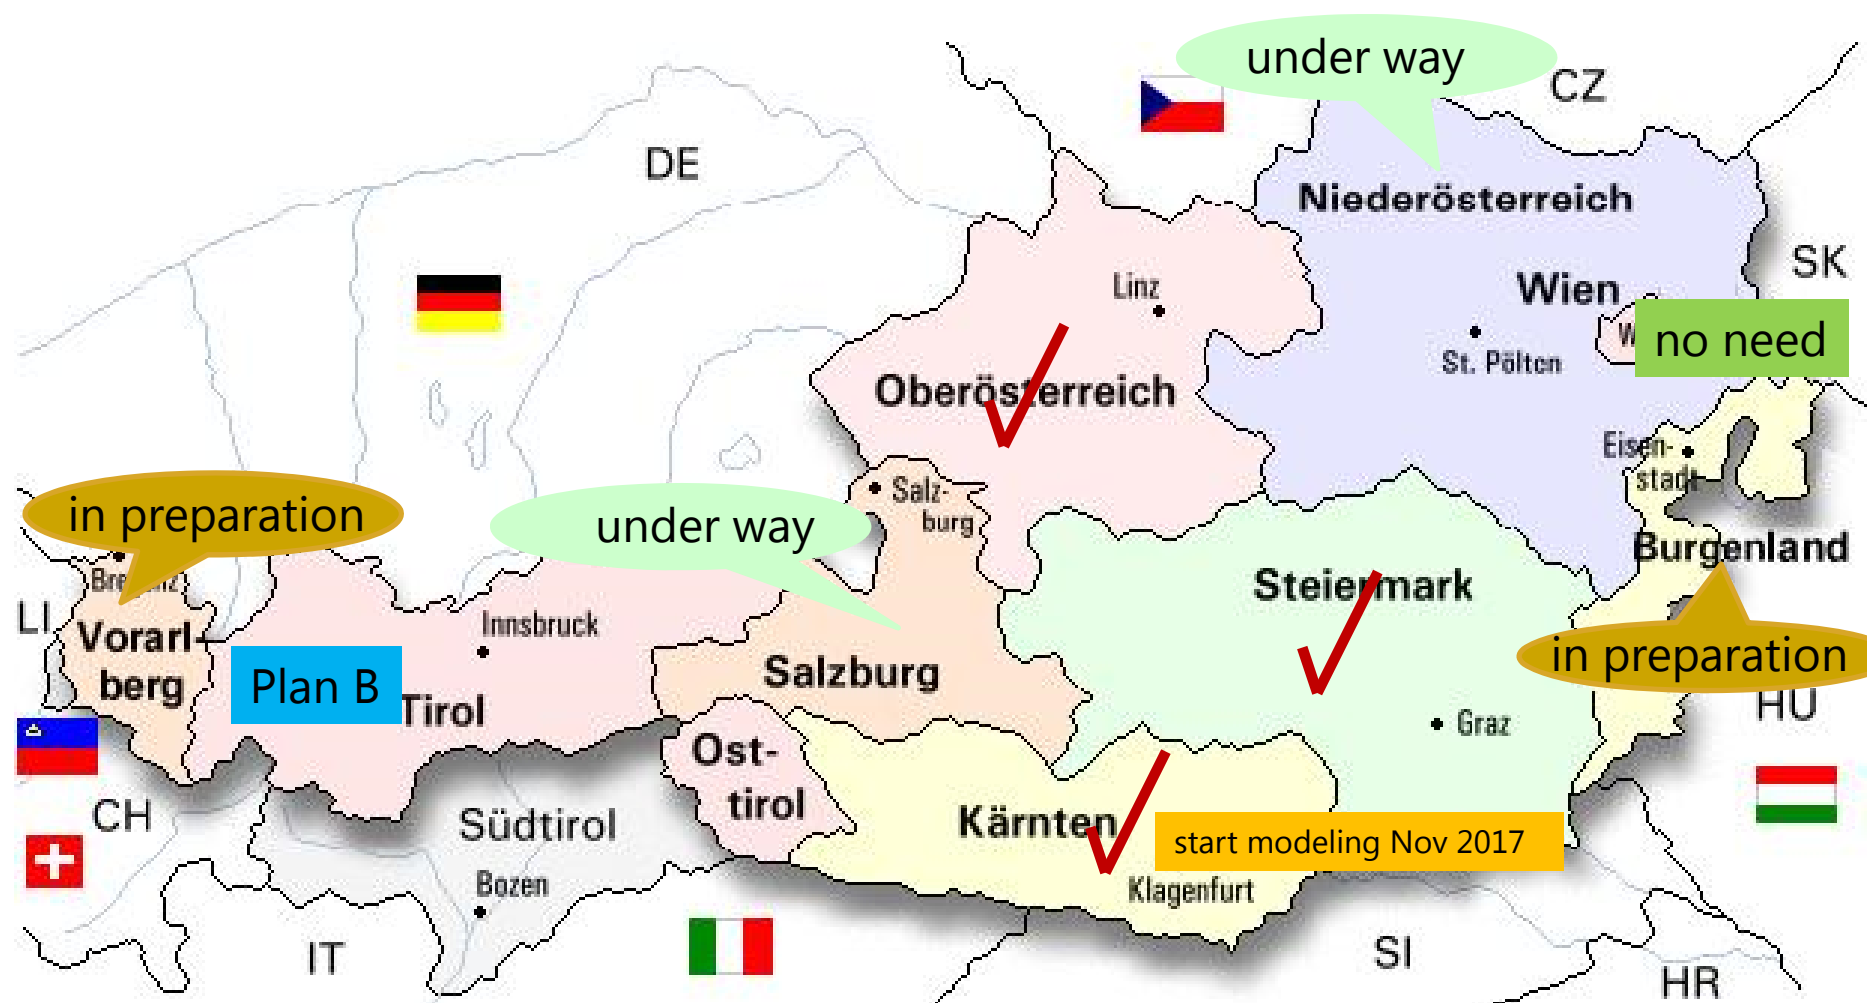 under way
CZ
DE
Niederösterreich
SK
Linz
Wien
no need
St. Pölten
Oberösterreich
Eisen-
stadt
Salz-
burg
in preparation
under way
Burgenland
Steiermark
LI
Innsbruck
Vorarl-
berg
Plan B
Tirol
Salzburg
in preparation
HU
Graz
Ost-
tirol
CH
Südtirol
Kärnten
start modeling Nov 2017
Bozen
Klagenfurt
IT
SI
HR